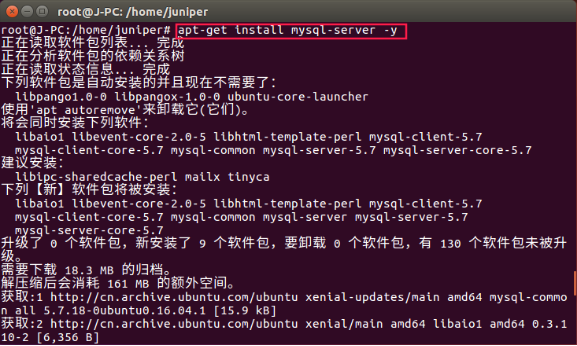 root@J-PC: /home/juniper
root@J-PC:/home/juniper# apt-get install mysql-server -y
正在读取软件包列表... 完成
正在分析软件包的依赖关系树
正在读取状态信息... 完成
下列软件包是自动安装的并且现在不需要了：
  libpango1.0-0 libpangox-1.0-0 ubuntu-core-launcher
使用'apt autoremove'来卸载它(它们)。
将会同时安装下列软件：
  libaio1 libevent-core-2.0-5 libhtml-template-perl mysql-client-5.7
  mysql-client-core-5.7 mysql-common mysql-server-5.7 mysql-server-core-5.7
建议安装：
  libipc-sharedcache-perl mailx tinyca
下列【新】软件包将被安装：
  libaio1 libevent-core-2.0-5 libhtml-template-perl mysql-client-5.7
  mysql-client-core-5.7 mysql-common mysql-server mysql-server-5.7
  mysql-server-core-5.7
升级了 0 个软件包，新安装了 9 个软件包，要卸载 0 个软件包，有 130 个软件包未被升
级。
需要下载 18.3 MB 的归档。
解压缩后会消耗 161 MB 的额外空间。
获取:1 http://cn.archive.ubuntu.com/ubuntu xenial-updates/main amd64 mysql-commo
n all 5.7.18-0ubuntu0.16.04.1 [15.9 kB]
获取:2 http://cn.archive.ubuntu.com/ubuntu xenial/main amd64 libaio1 amd64 0.3.1
10-2 [6,356 B]